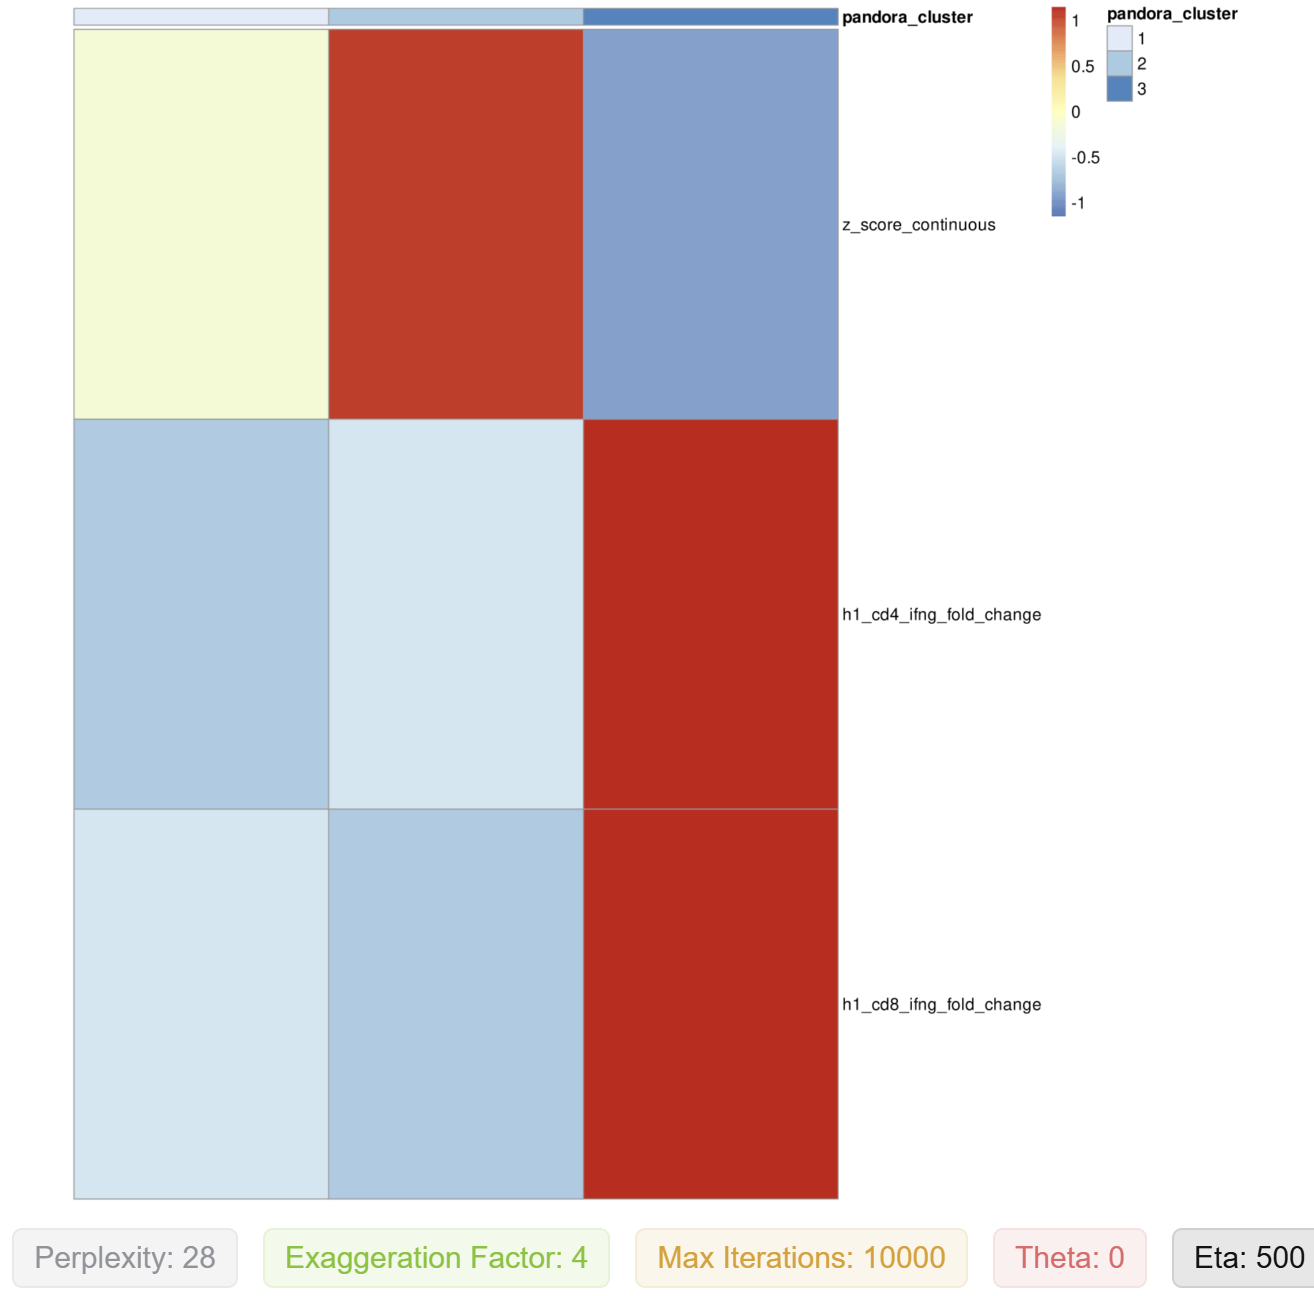 pandora_cluster
z_score_continuous
h1_cd4_ifng_fold_change
h1_cd8_ifng_fold_change
1
0.5
0
-0.5
-1
pandora_cluster
1
2
3
Perplexity: 28
Exaggeration Factor: 4
Max Iterations: 10000
Theta: 0
Eta: 500